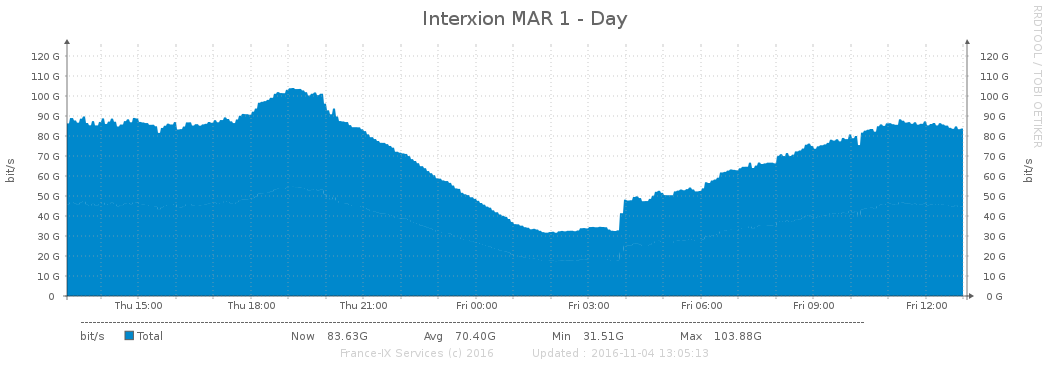 Interxion MAR 1 - Day
RRDTOOL / TOBI OETIKER
120 G 120 G
110 G 110 G
100 G 100 G
90 G 90 G
80 G 80 G
70 G 70 G
60 G 60 G
50 G 50 G
40 G 40 G
30 G 30 G
20 G 20 G
10 G 10 G
0 0 G
bit/s bit/s
Thu 15:00 Thu 18:00 Thu 21:00 Fri 00:00 Fri 03:00 Fri 06:00 Fri 09:00 Fri 12:00
bit/s Total Now 83.63G Avg 70.40G Min 31.51G Max 103.88G
France-IX Services (c) 2016 Updated : 2016-11-04 13:05:13